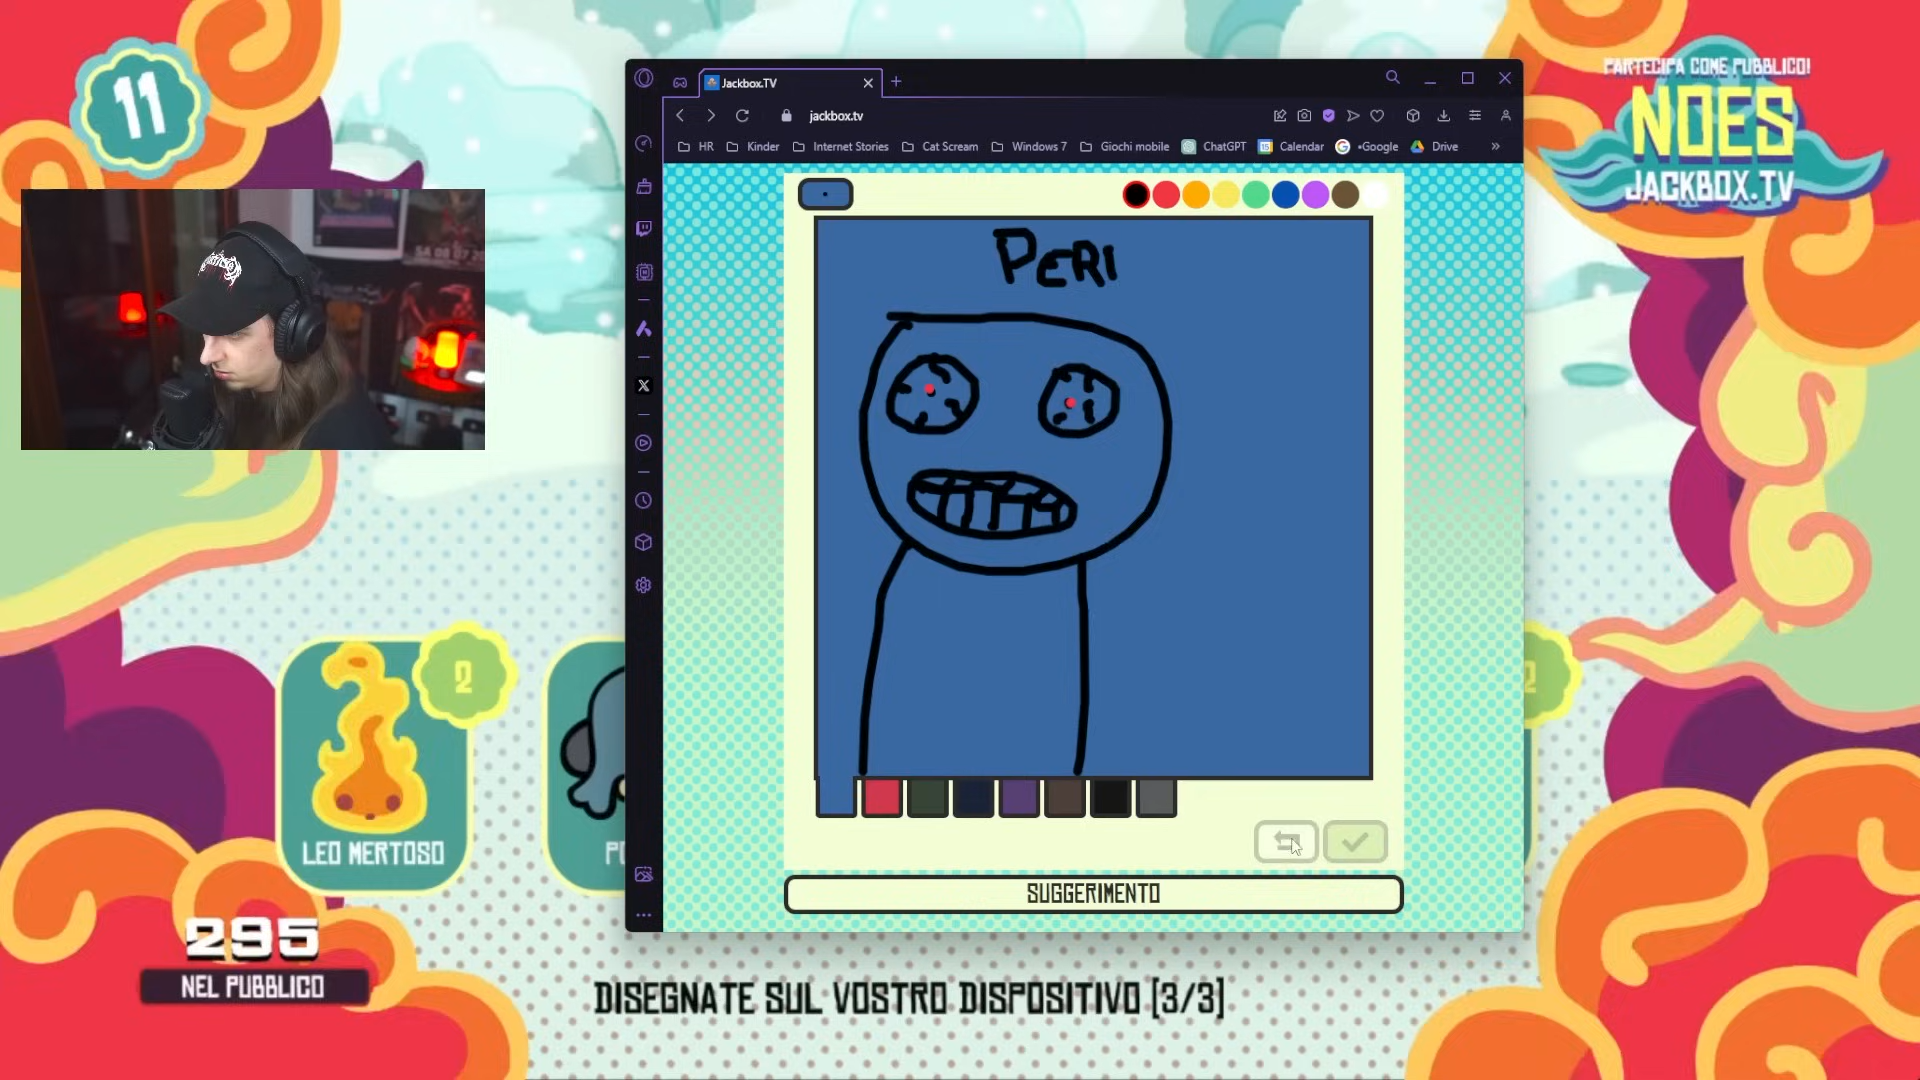 11
Jackbox.TV
jackbox.tv
HR
Kinder
Internet Stories
Cat Scream
Windows 7
Giochi mobile
ChatGPT
15
Calendar
•Google
Drive
»
PARTECIPA COME PUBBLICO!
NOES
JACKBOX.TV
PERI
2
LEO MERTOSO
2
SUGGERIMENTO
295
NEL PUBBLICO
DISEGNATE SUL VOSTRO DISPOSITIVO [3/3]